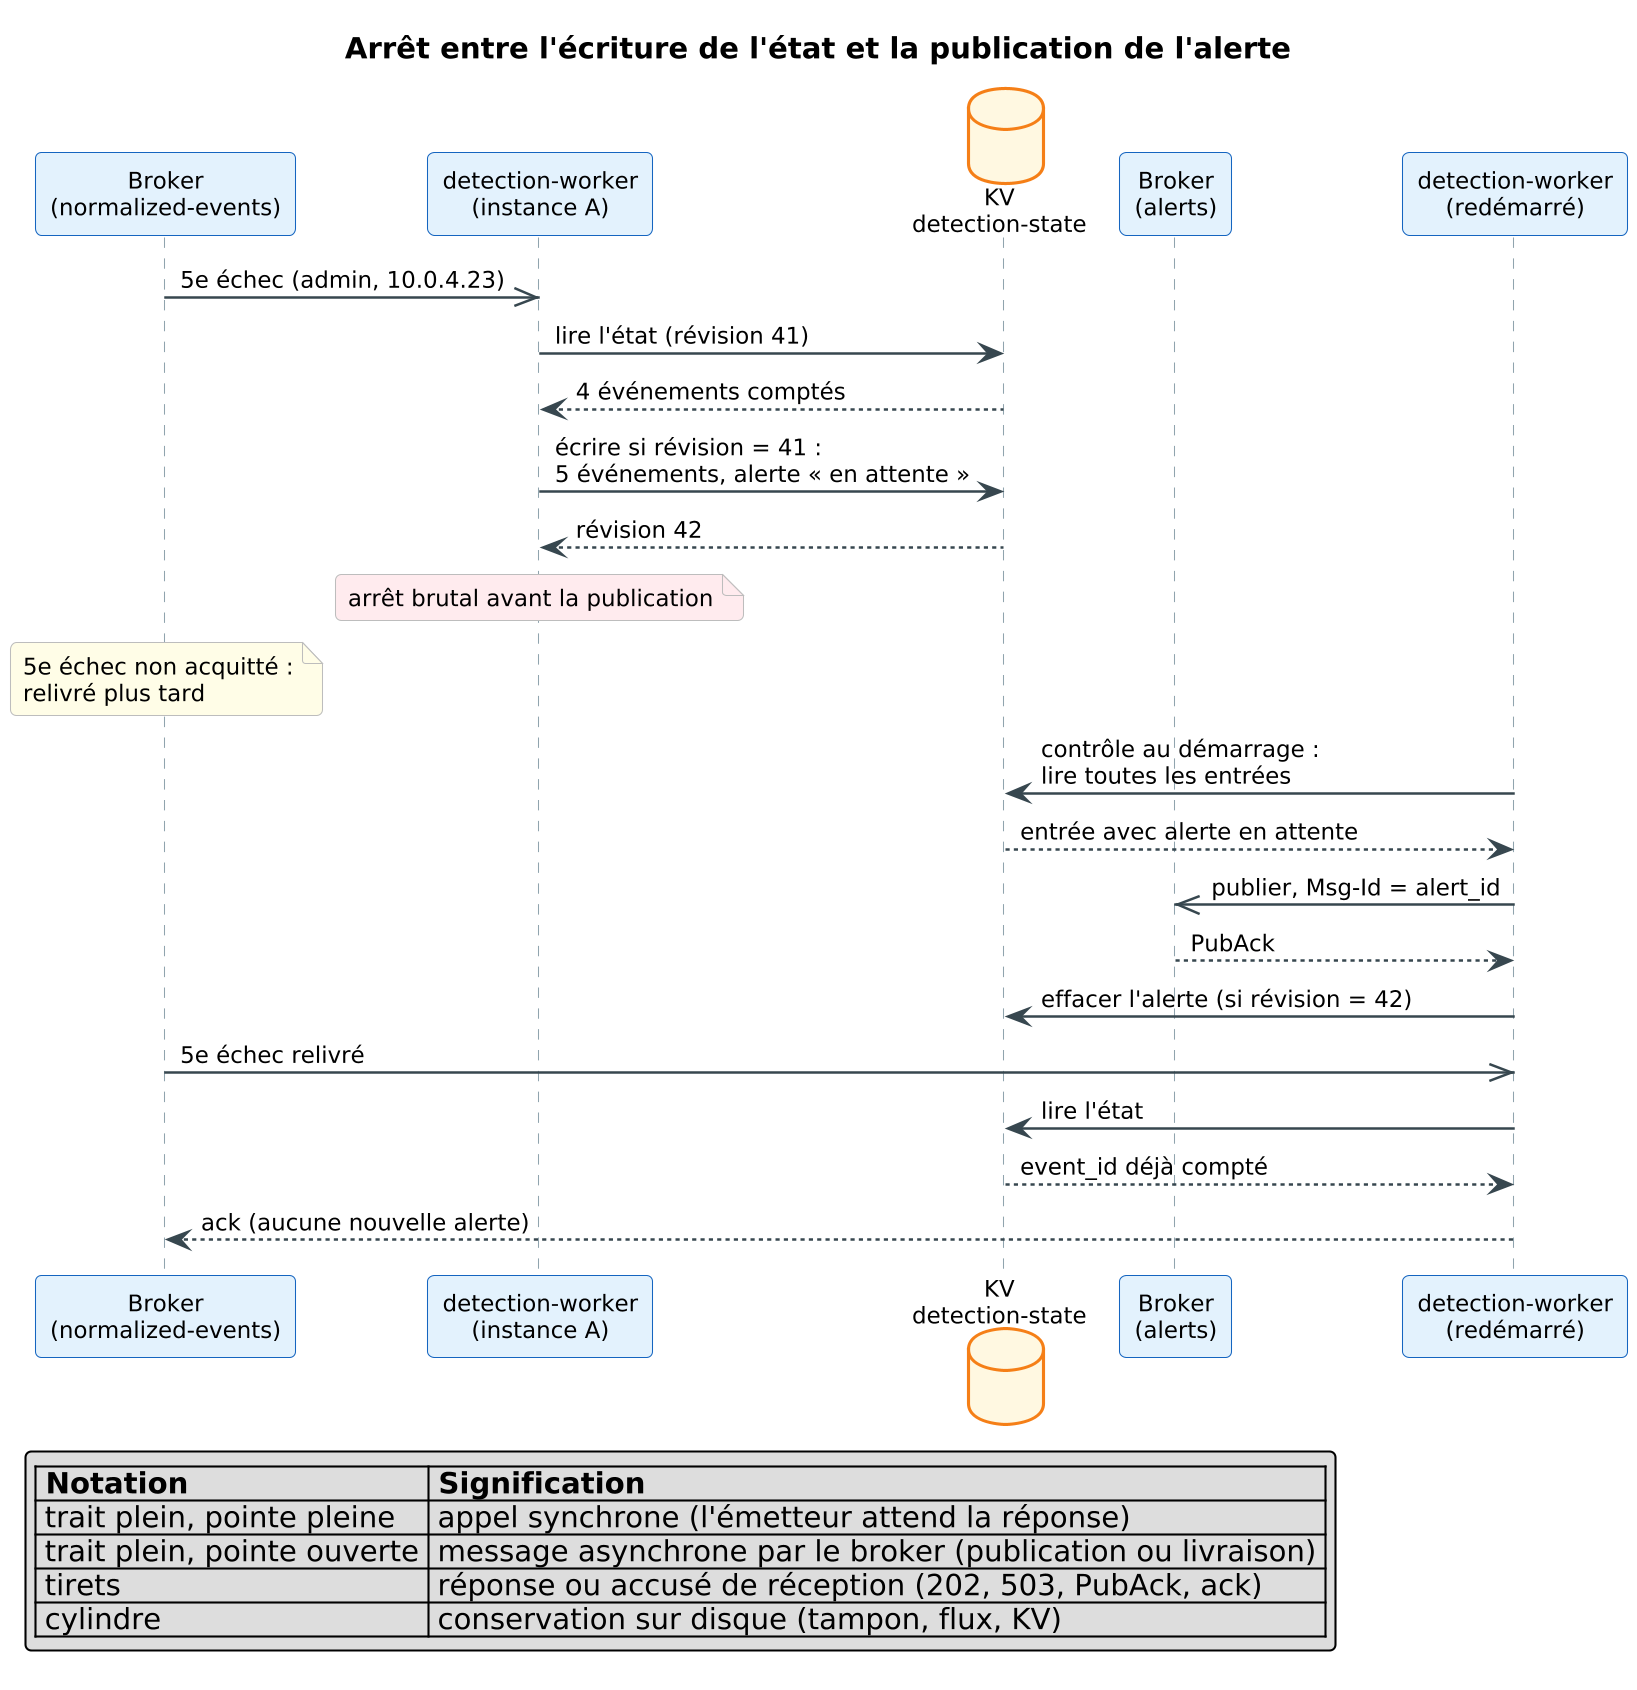 Arrêt entre l'écriture de l'état et la publication de l'alerte
Broker
(normalized-events)
detection-worker
(instance A)
KV
detection-state
Broker
(alerts)
detection-worker
(redémarré)
5e échec (admin, 10.0.4.23)
lire l'état (révision 41)
4 événements comptés
écrire si révision = 41 :
5 événements, alerte « en attente »
révision 42
arrêt brutal avant la publication
5e échec non acquitté :
relivré plus tard
contrôle au démarrage :
lire toutes les entrées
entrée avec alerte en attente
publier, Msg-Id = alert_id
PubAck
effacer l'alerte (si révision = 42)
5e échec relivré
lire l'état
event_id déjà compté
ack (aucune nouvelle alerte)
Broker
(normalized-events)
detection-worker
(instance A)
KV
detection-state
Broker
(alerts)
detection-worker
(redémarré)
Notation Signification
trait plein, pointe pleine appel synchrone (l'émetteur attend la réponse)
trait plein, pointe ouverte message asynchrone par le broker (publication ou livraison)
tirets réponse ou accusé de réception (202, 503, PubAck, ack)
cylindre conservation sur disque (tampon, flux, KV)